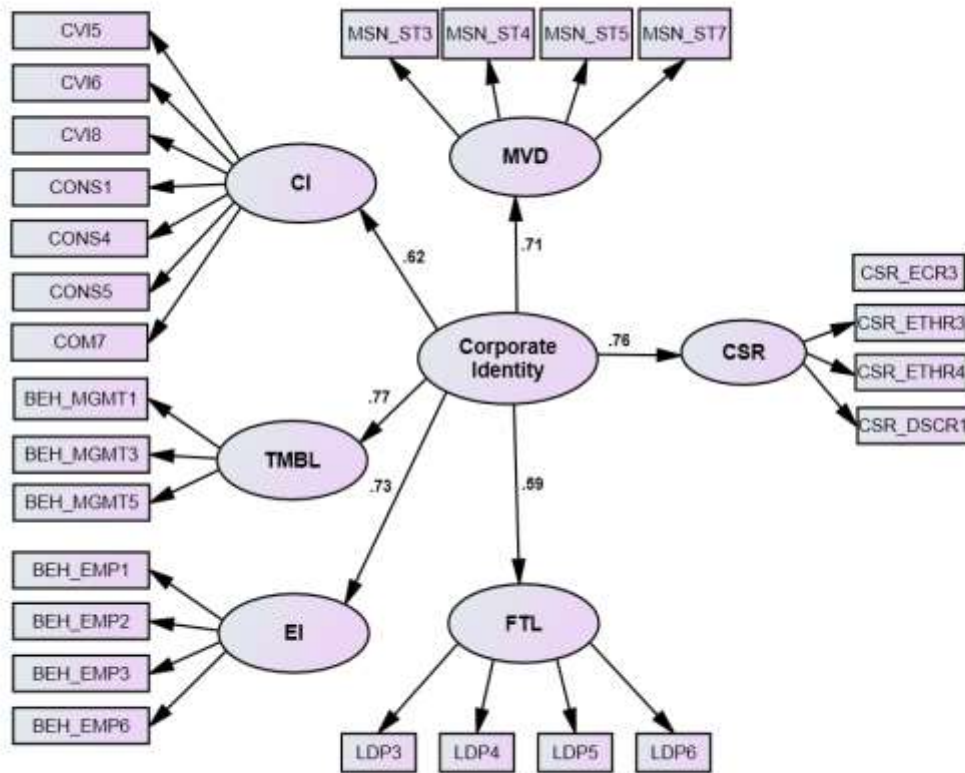 CVI5
CVI6
CVI8
CONS1
CONS4
CONS5
COM7
BEH_MGMT1
BEH_MGMT3
BEH_MGMT5
BEH_EMP1
BEH_EMP2
BEH_EMP3
BEH_EMP6
CI
TMBL
EI
MSN_ST3
MSN_ST4
MSN_ST5
MSN_ST7
MVD
.62
.71
Corporate
Identity
.76
.77
.73
.59
CSR
CSR_ECR3
CSR_ETHR3
CSR_ETHR4
CSR_DSCR1
FTL
LDP3
LDP4
LDP5
LDP6